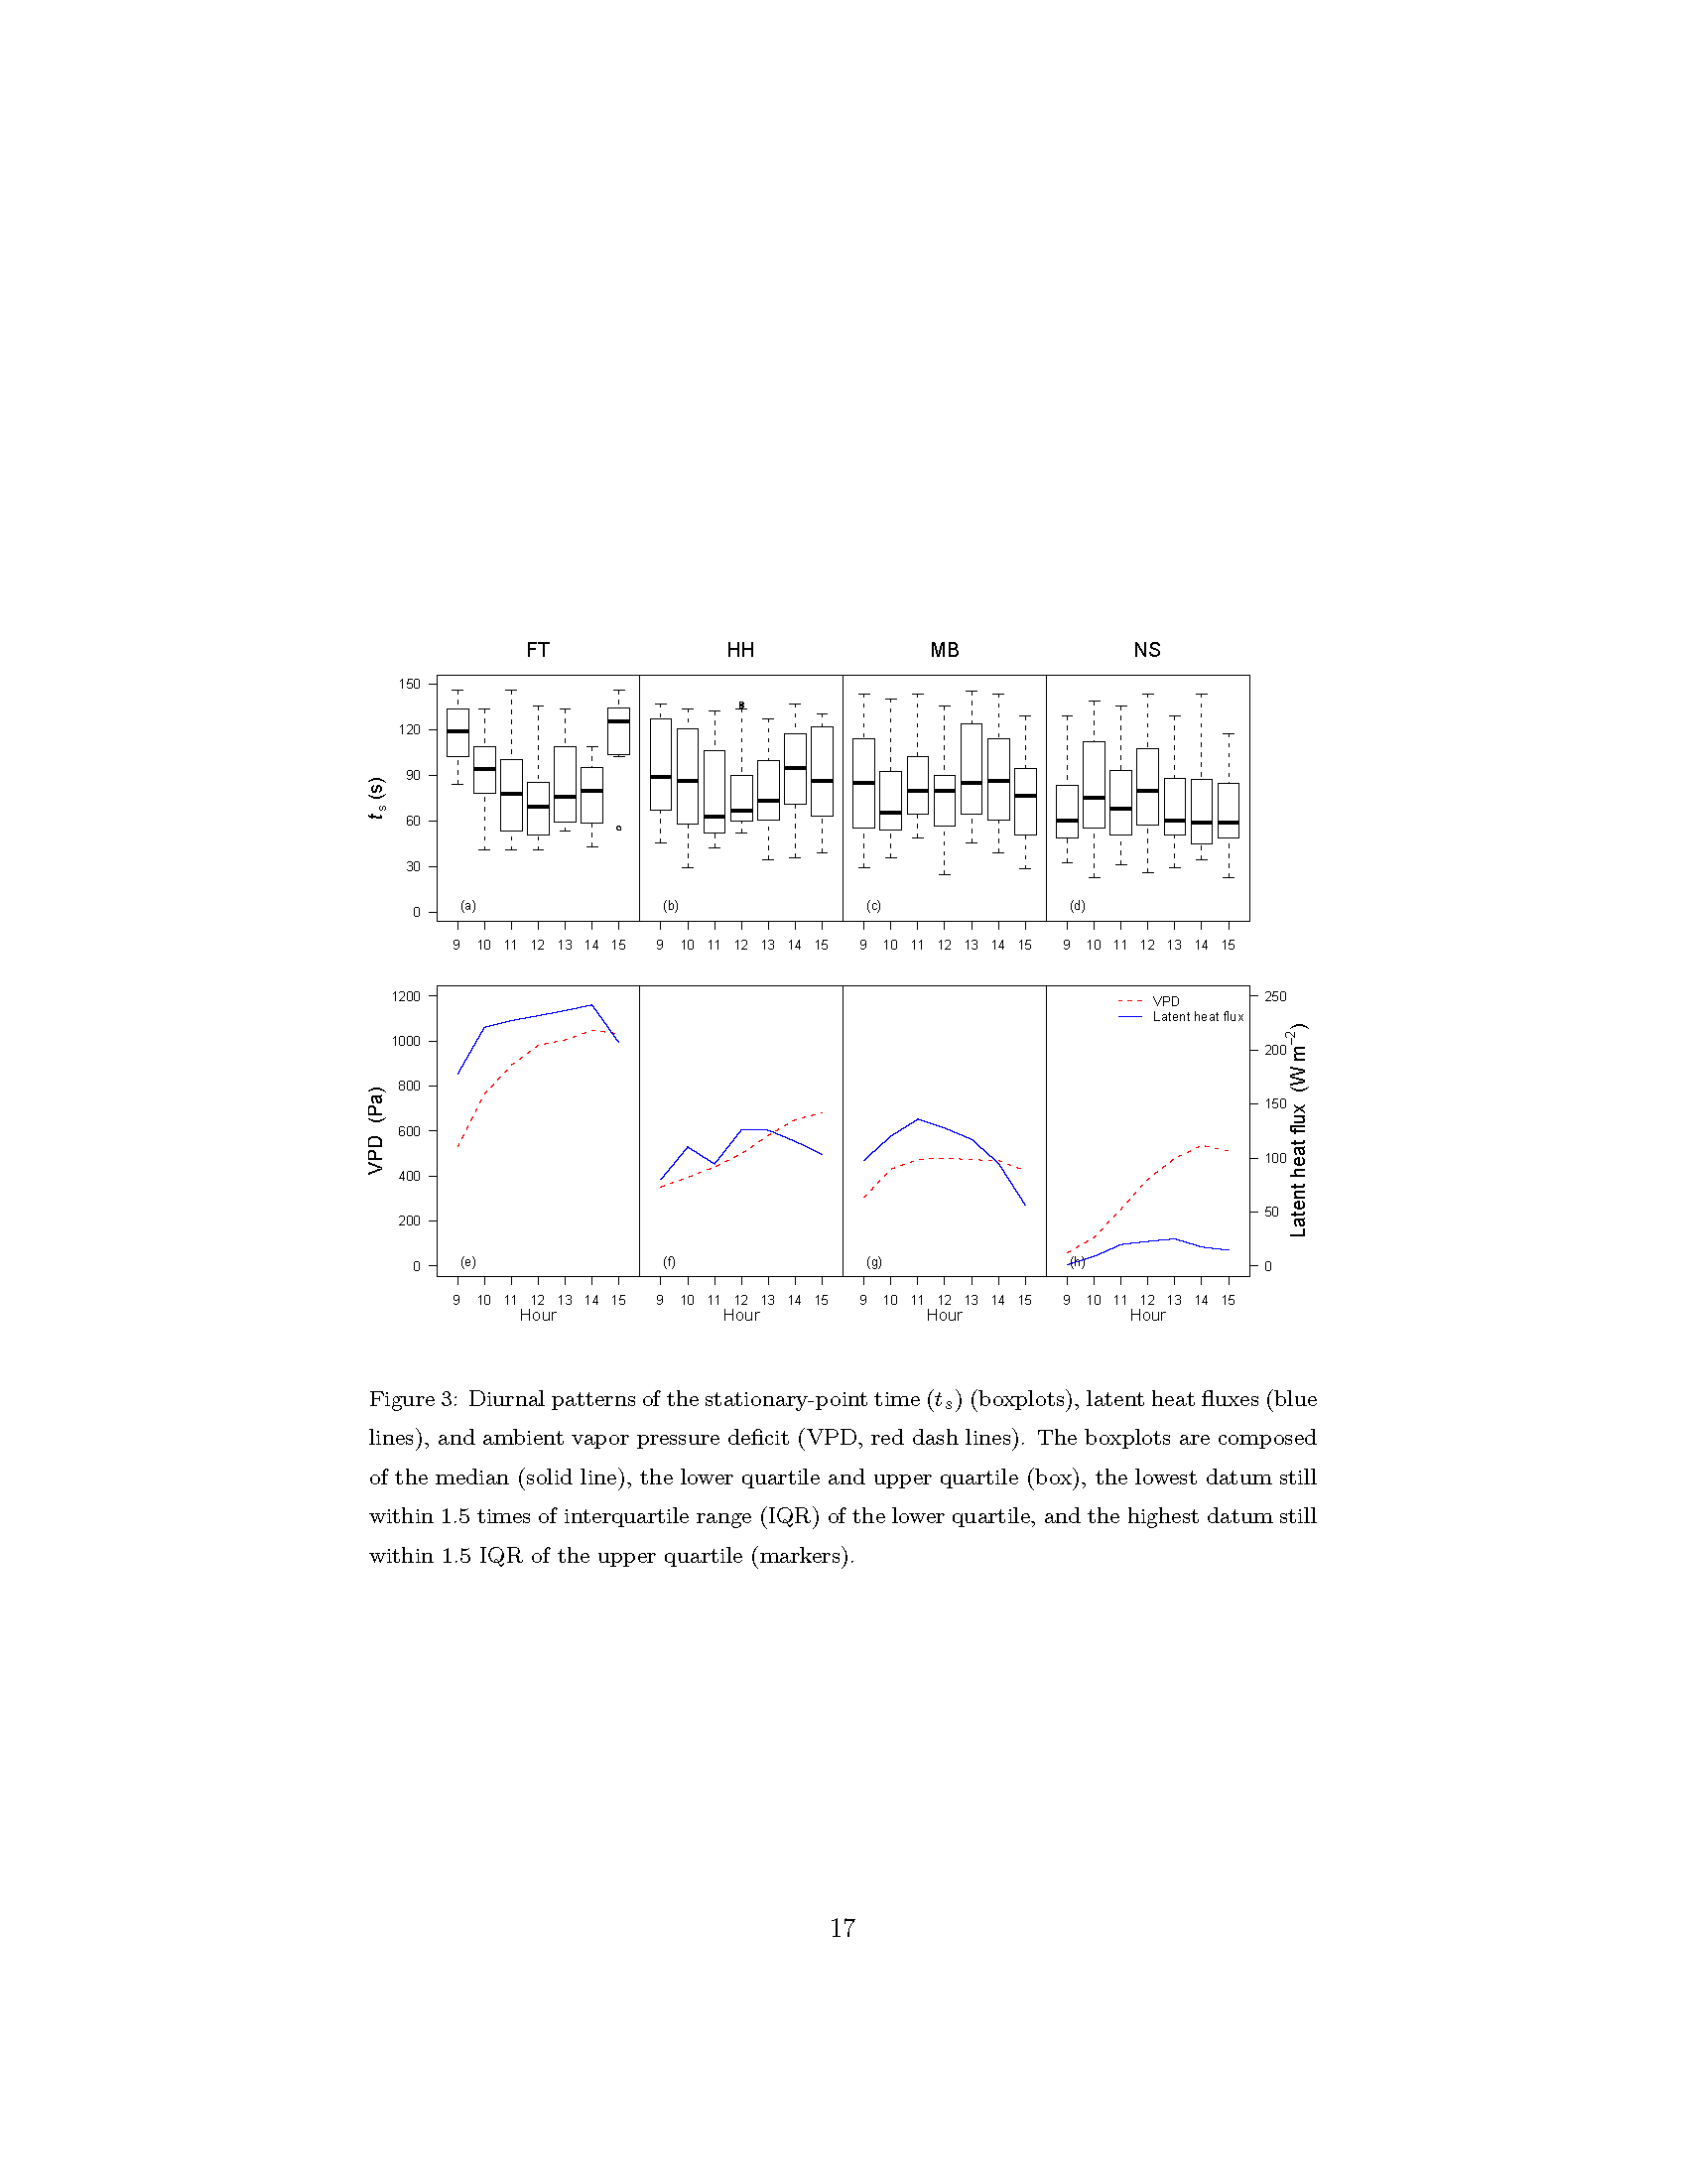 FT HH MB NS
150
120
90
60
30
0
t s (s)
(a) (b) (c) (d)
9 10 11 12 13 14 15 9 10 11 12 13 14 15 9 10 11 12 13 14 15 9 10 11 12 13 14 15
1200
1000
800
600
400
200
0
VPD (Pa)
VPD
Latent heat flux
250
200
150
100
50
0
Latent heat flux (W m−2)
(e) (f) (g) (h)
9 10 11 12 13 14 15 9 10 11 12 13 14 15 9 10 11 12 13 14 15 9 10 11 12 13 14 15
Hour Hour Hour Hour
Figure 3: Diurnal patterns of the stationary-point time (ts) (boxplots), latent heat fluxes (blue
lines), and ambient vapor pressure deficit (VPD, red dash lines). The boxplots are composed
of the median (solid line), the lower quartile and upper quartile (box), the lowest datum still
within 1.5 times of interquartile range (IQR) of the lower quartile, and the highest datum still
within 1.5 IQR of the upper quartile (markers).
17